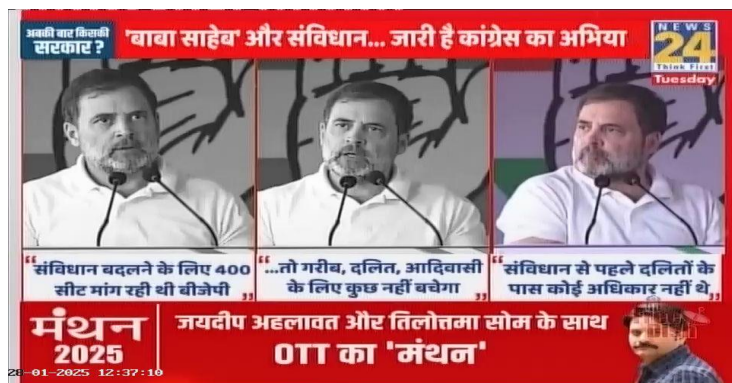 अबकी बार किसकी
सरकार ?
'बाबा साहेब' और संविधान... जारी है कांग्रेस का अभिया
NEWS
24
Think First
Tuesday
“संविधान बदलने के लिए 400
सीट मांग रही थी बीजेपी”
“...तो गरीब, दलित, आदिवासी
के लिए कुछ नहीं बचेगा”
“संविधान से पहले दलितों के
पास कोई अधिकार नहीं थे”
मंथन
2025
जयदीप अहलावत और तिलोत्तमा सोम के साथ
OTT का 'मंथन'
28-01-2025 12:37:10